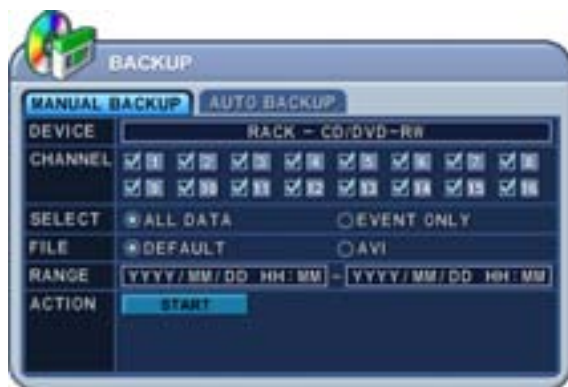 BACKUP
MANUAL BACKUP AUTO BACKUP
DEVICE RACK - CD/DVD-RW
CHANNEL 1 2 3 4 5 6 7 8
9 10 11 12 13 14 15 16
SELECT ALL DATA EVENT ONLY
FILE DEFAULT AVI
RANGE YYYY/MM/DD HH:MM - YYYY/MM/DD HH:MM
ACTION START